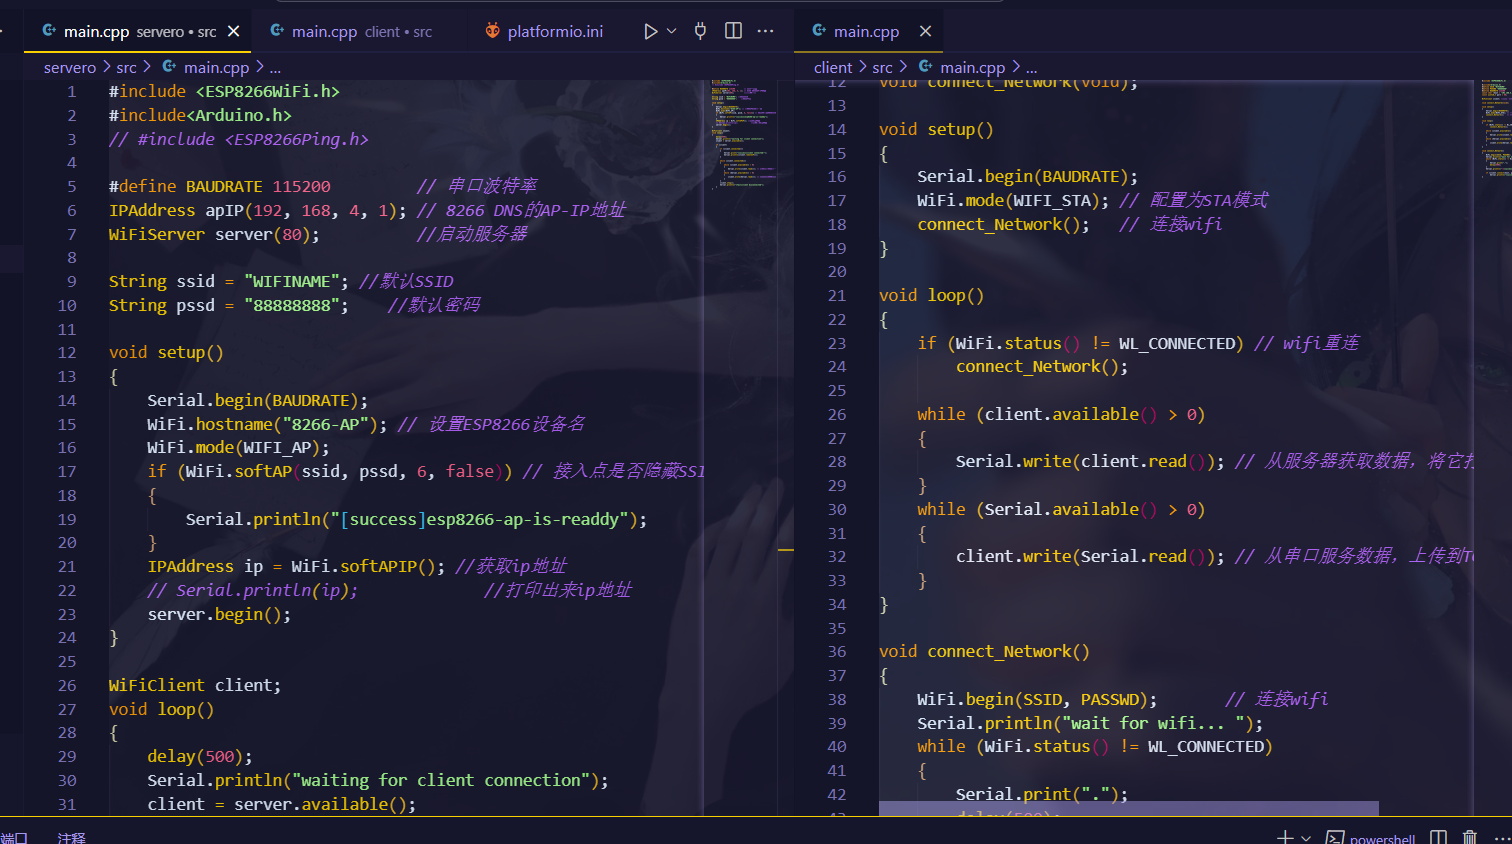 main.cpp servero • src
main.cpp client • src
platformio.ini
main.cpp
servero > src > main.cpp > ...
1 #include <ESP8266WiFi.h>
2 #include<Arduino.h>
3 // #include <ESP8266Ping.h>
4
5 #define BAUDRATE 115200 // 串口波特率
6 IPAddress apIP(192, 168, 4, 1); // 8266 DNS的AP-IP地址
7 WiFiServer server(80); //启动服务器
8
9 String ssid = "WIFINAME"; //默认SSID
10 String pssd = "88888888"; //默认密码
11
12 void setup()
13 {
14 Serial.begin(BAUDRATE);
15 WiFi.hostname("8266-AP"); // 设置ESP8266设备名
16 WiFi.mode(WIFI_AP);
17 if (WiFi.softAP(ssid, pssd, 6, false)) // 接入点是否隐藏SSI
18 {
19 Serial.println("[success]esp8266-ap-is-readdy");
20 }
21 IPAddress ip = WiFi.softAPIP(); //获取ip地址
22 // Serial.println(ip); //打印出来ip地址
23 server.begin();
24 }
25
26 WiFiClient client;
27 void loop()
28 {
29 delay(500);
30 Serial.println("waiting for client connection");
31 client = server.available();
client > src > main.cpp > ...
12 void connect_Network(void);
13
14 void setup()
15 {
16 Serial.begin(BAUDRATE);
17 WiFi.mode(WIFI_STA); // 配置为STA模式
18 connect_Network(); // 连接wifi
19 }
20
21 void loop()
22 {
23 if (WiFi.status() != WL_CONNECTED) // wifi重连
24 connect_Network();
25
26 while (client.available() > 0)
27 {
28 Serial.write(client.read()); // 从服务器获取数据，将它打
29 }
30 while (Serial.available() > 0)
31 {
32 client.write(Serial.read()); // 从串口服务数据，上传到TC
33 }
34 }
35
36 void connect_Network()
37 {
38 WiFi.begin(SSID, PASSWD); // 连接wifi
39 Serial.println("wait for wifi... ");
40 while (WiFi.status() != WL_CONNECTED)
41 {
42 Serial.print(".");
43 delay(500);
端口 注释
powershell